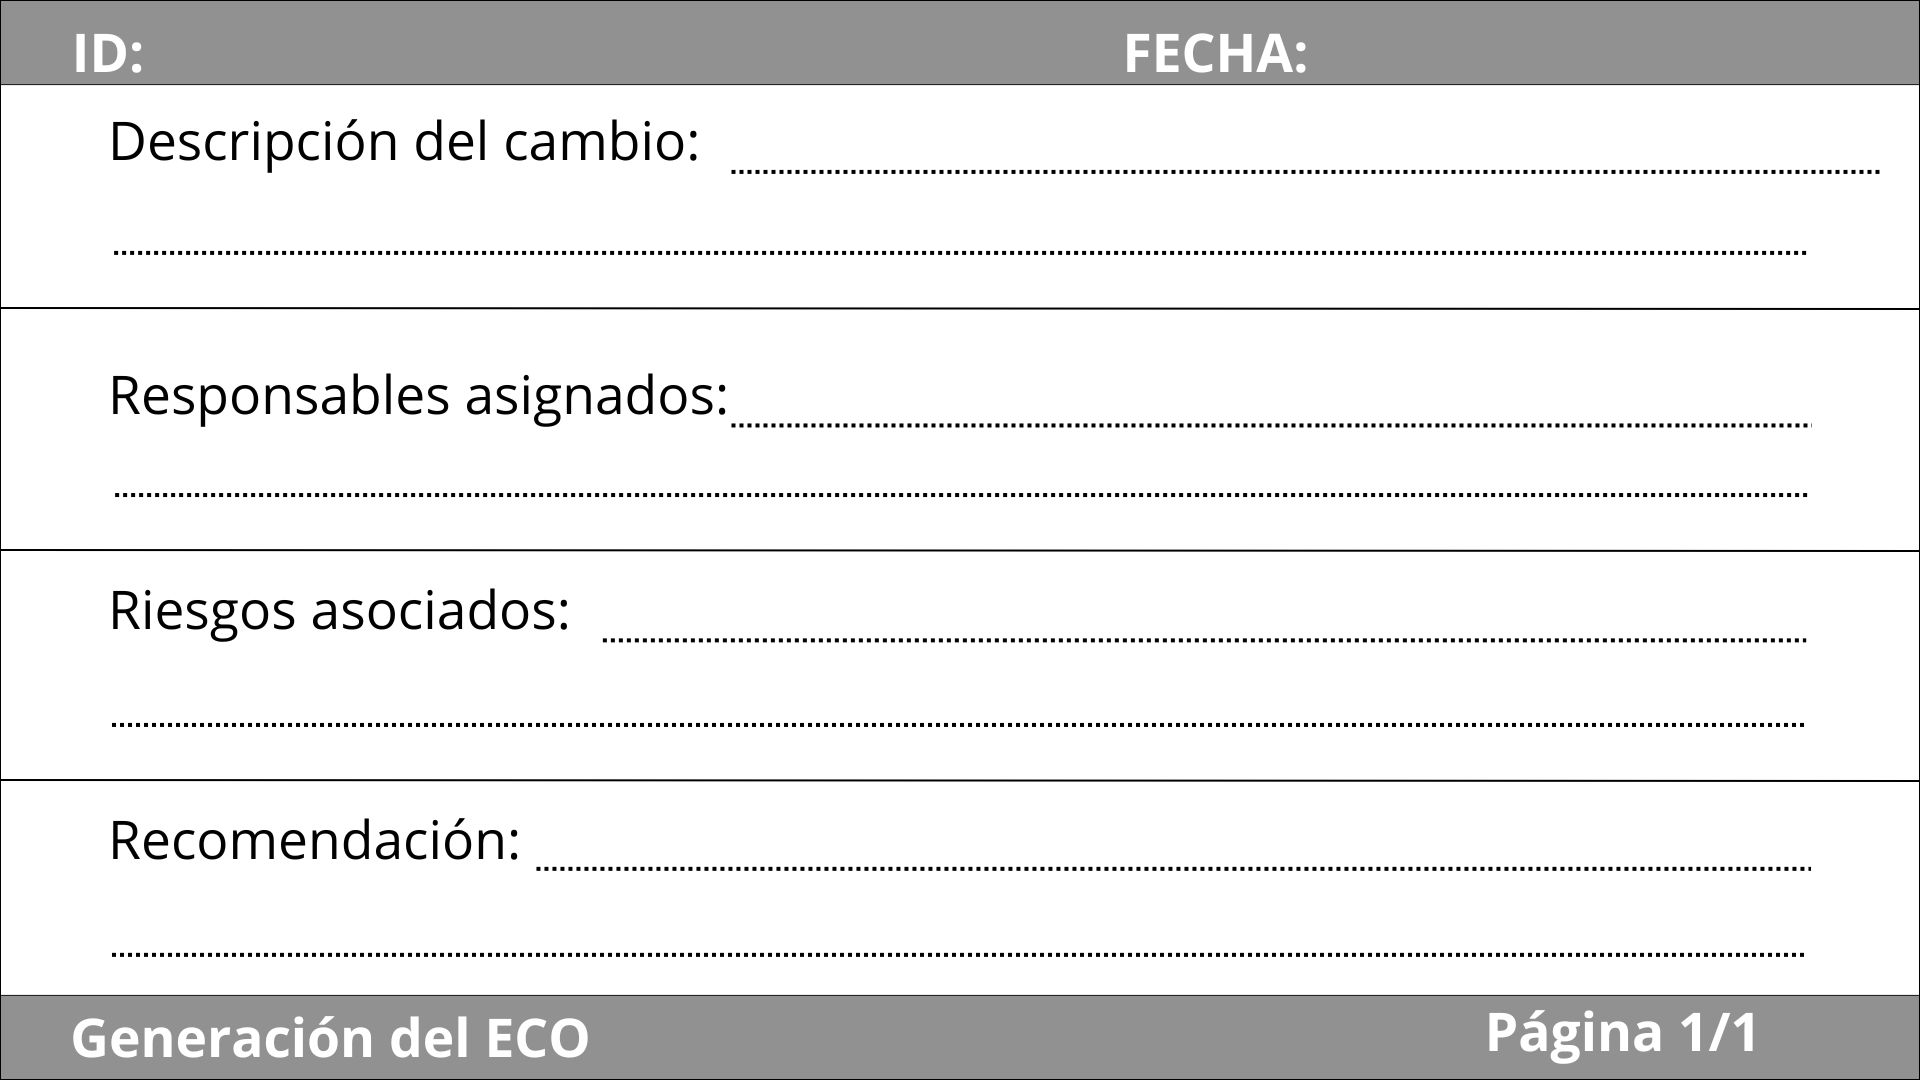 ID: FECHA:
Descripción del cambio:
Responsables asignados:
Riesgos asociados:
Recomendación:
Generación del ECO Página 1/1